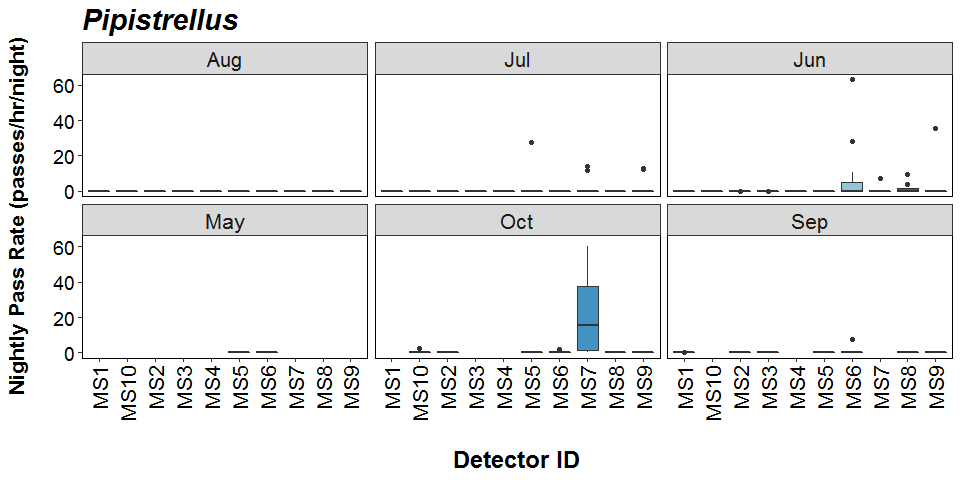 Pipistrellus
Nightly Pass Rate (passes/hr/night)
Aug Jul Jun
60
40
20
0
May Oct Sep
60
40
20
0
MS1 MS10 MS2 MS3 MS4 MS5 MS6 MS7 MS8 MS9 MS1 MS10 MS2 MS3 MS4 MS5 MS6 MS7 MS8 MS9 MS1 MS10 MS2 MS3 MS4 MS5 MS6 MS7 MS8 MS9
Detector ID